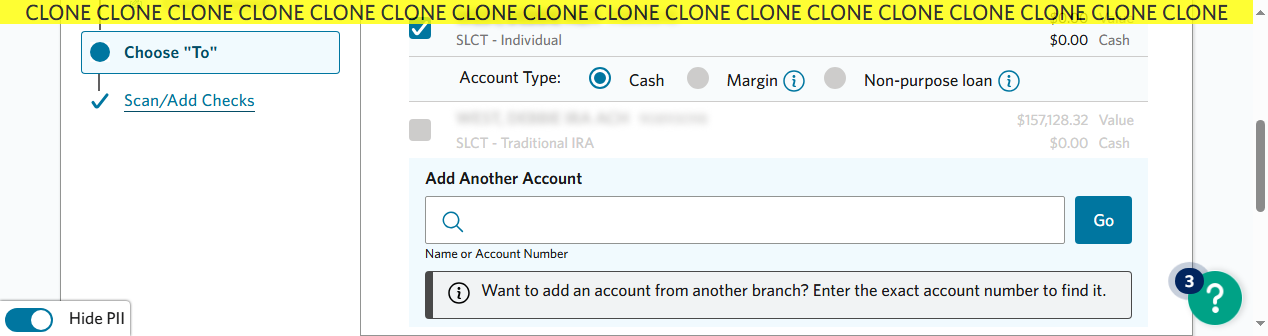 CLONE CLONE CLONE CLONE CLONE CLONE CLONE CLONE CLONE CLONE CLONE CLONE CLONE CLONE CLONE CLONE CLONE
Choose "To"
Scan/Add Checks
SLCT - Individual
$0.00 Cash
Account Type: Cash Margin Non-purpose loan
$157,128.32 Value
SLCT - Traditional IRA
$0.00 Cash
Add Another Account
Go
Name or Account Number
Want to add an account from another branch? Enter the exact account number to find it.
3
?
Hide PII